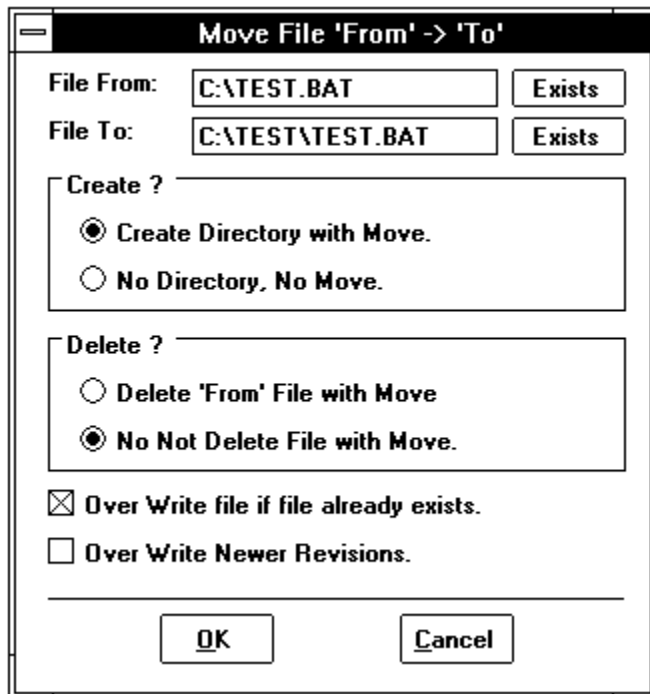 Move File 'From' -> 'To'
File From: C:\TEST.BAT Exists
File To: C:\TEST\TEST.BAT Exists
Create ?
Create Directory with Move.
No Directory, No Move.
Delete ?
Delete 'From' File with Move
No Not Delete File with Move.
Over Write file if file already exists.
Over Write Newer Revisions.
OK Cancel